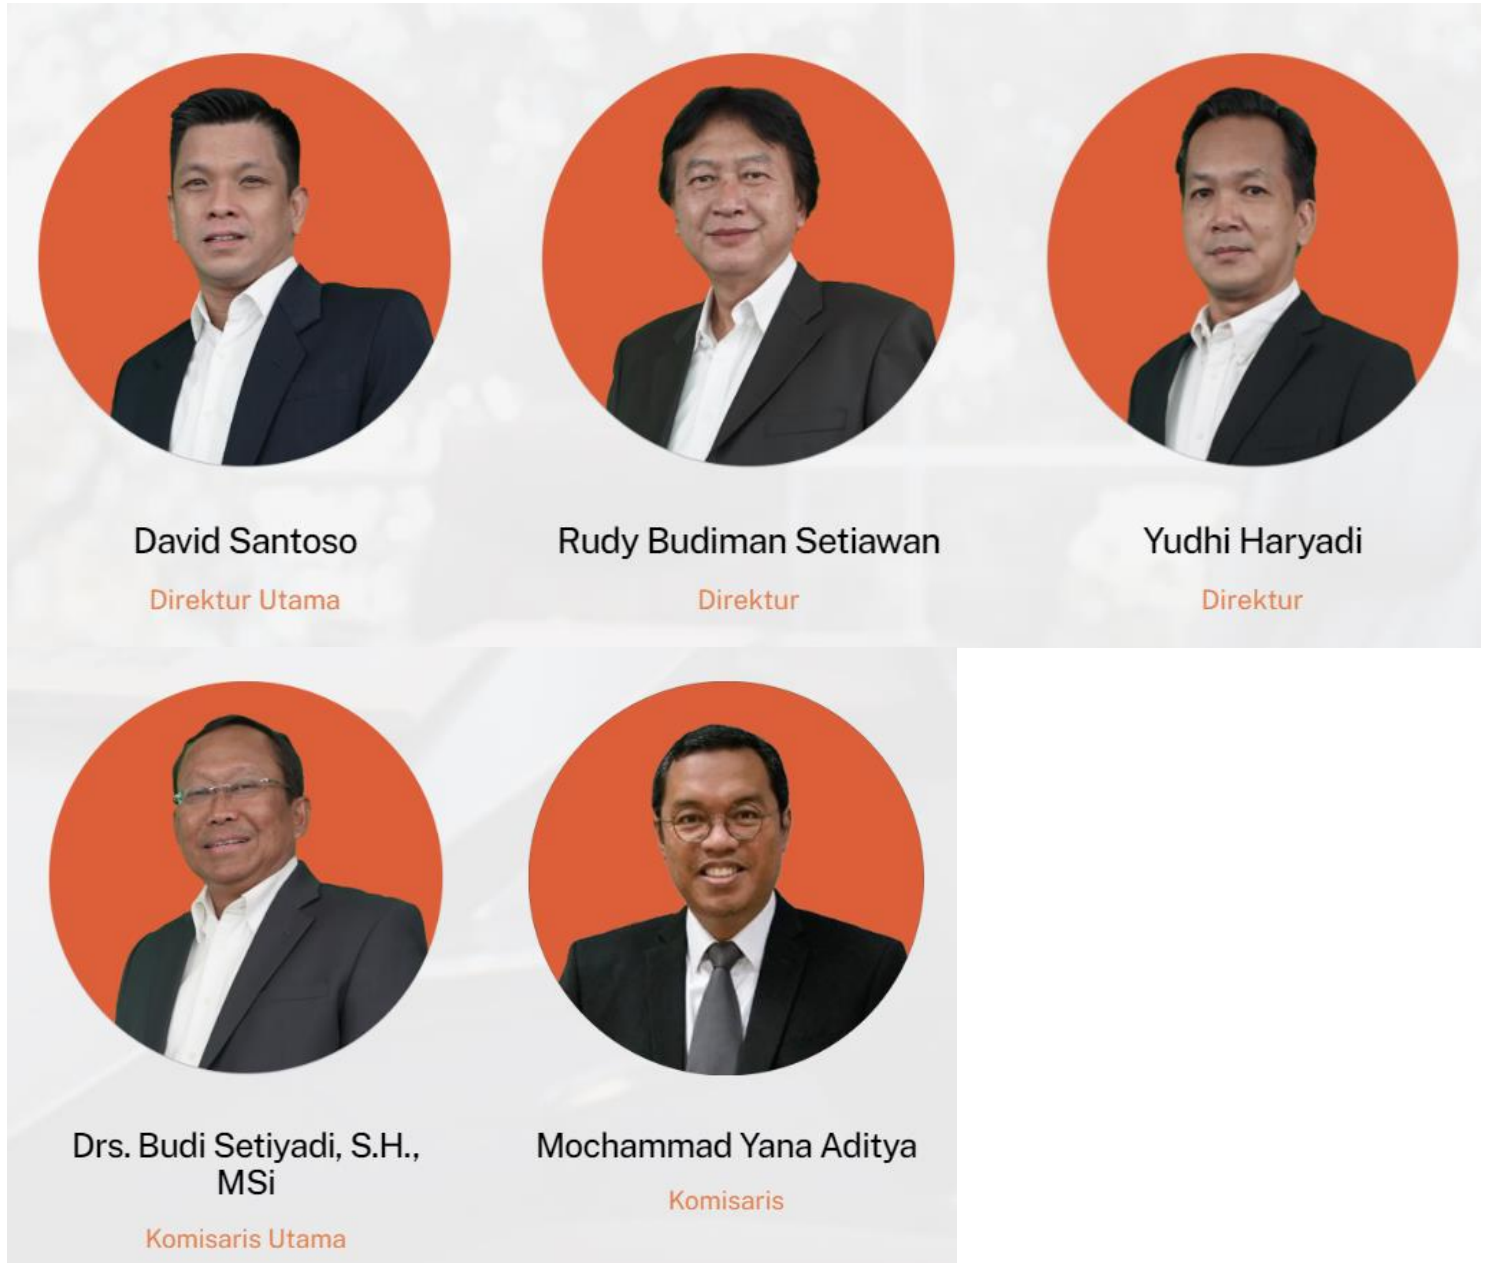 David Santoso
Direktur Utama
Rudy Budiman Setiawan
Direktur
Yudhi Haryadi
Direktur
Drs. Budi Setiyadi, S.H.,
MSi
Komisaris Utama
Mochammad Yana Aditya
Komisaris